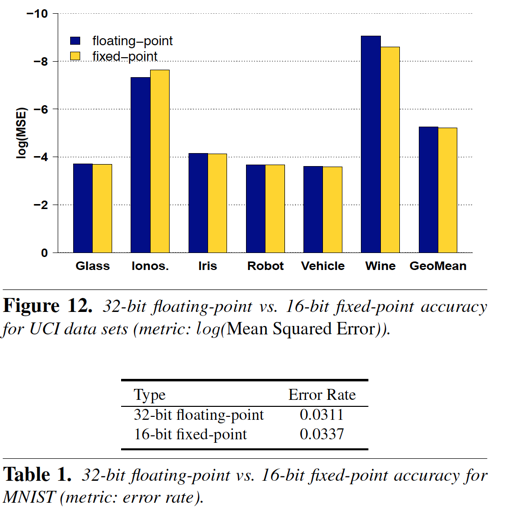 −10
floating−point
fixed−point
−8
−6
log(MSE)
−4
−2
0
Glass Ionos. Iris Robot Vehicle Wine GeoMean
Figure 12. 32-bit floating-point vs. 16-bit fixed-point accuracy
for UCI data sets (metric: log(Mean Squared Error)).
Type Error Rate
32-bit floating-point 0.0311
16-bit fixed-point 0.0337
Table 1. 32-bit floating-point vs. 16-bit fixed-point accuracy for
MNIST (metric: error rate).